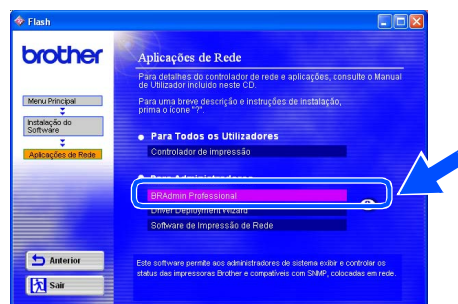 Flash
brother
Aplicações de Rede
Para detalhes do controlador de rede e aplicações, consulte o Manual
de Utilizador incluído neste CD.
Para uma breve descrição e instruções de instalação,
prima o ícone "?".
Menu Principal
Instalação do
Software
Aplicações de Rede
Para Todos os Utilizadores
Controlador de impressão
Para Administradores
BRAdmin Professional
Driver Deployment Wizard
Software de Impressão de Rede
Anterior
Sair
Este software permite aos administradores de sistema exibir e controlar os
status das impressoras Brother e compatíveis com SNMP, colocadas em rede.